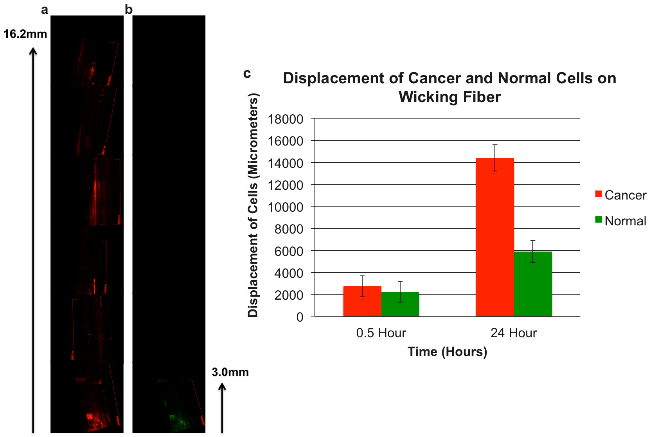 a
b
16.2mm
3.0mm
c
Displacement of Cancer and Normal Cells on
Wicking Fiber
Displacement of Cells (Micrometers)
18000
16000
14000
12000
10000
8000
6000
4000
2000
0
0.5 Hour
24 Hour
Time (Hours)
Cancer
Normal